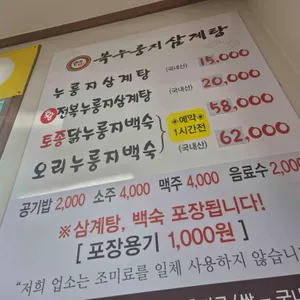 복수룽지삼계탕
누룽지삼계탕 (국내산) 15,000
왕전복누룽지삼계탕 (국내산) 20,000
토종닭누룽지백숙 58,000
※예약※ 1시간전
오리누룽지백숙 (국내산) 62,000
공기밥 2,000 소주 4,000 맥주 4,000 음료수 2,00
※삼계탕, 백숙 포장됩니다!
[ 포장용기 1,000원 ]
"저희 업소는 조미료를 일체 사용하지 않습니